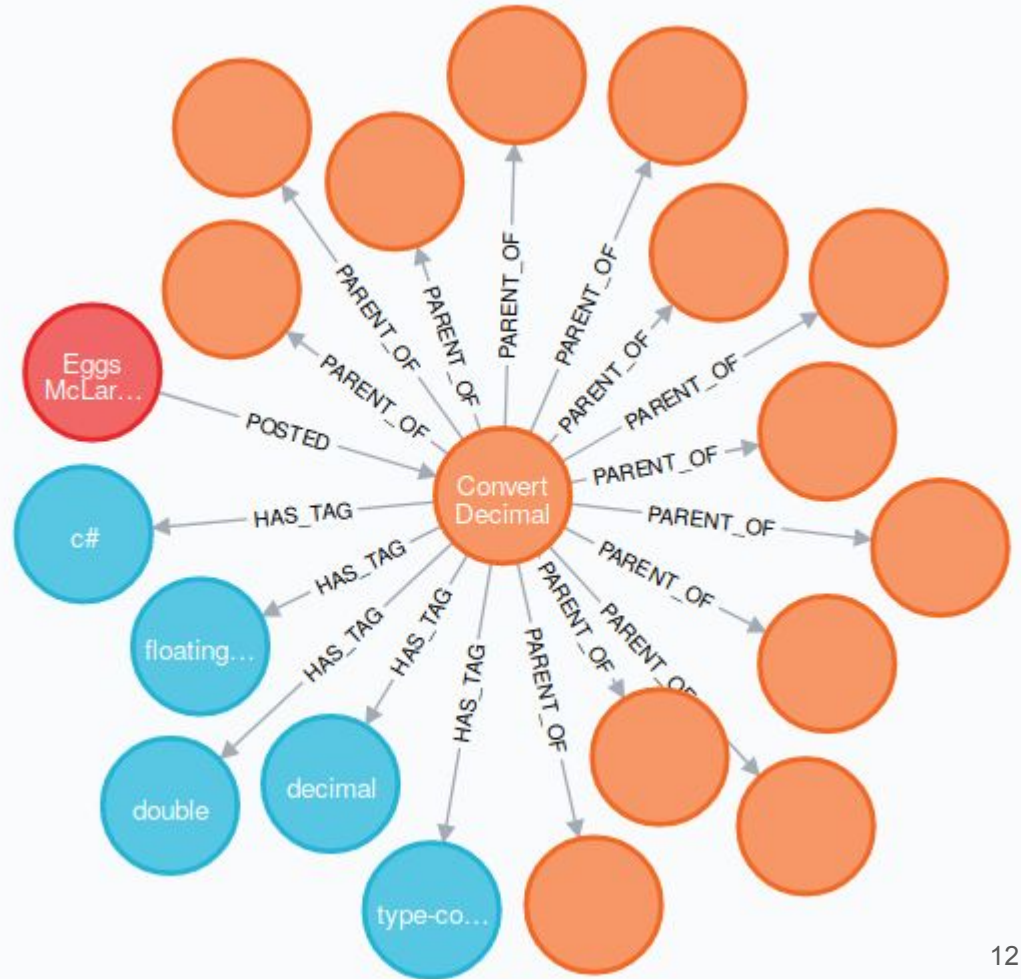 PARENT_OF
PARENT_OF
PARENT_OF
PARENT_OF
PARENT_OF
PARENT_OF
PARENT_OF
Eggs
McLar...
POSTED
PARENT_OF
Convert
Decimal
c#
HAS_TAG
PARENT_OF
HAS_TAG
PARENT_OF
PARENT_OF
PARENT_OF
floating...
HAS_TAG
HAS_TAG
HAS_TAG
PARENT_OF
double
decimal
type-co...
12